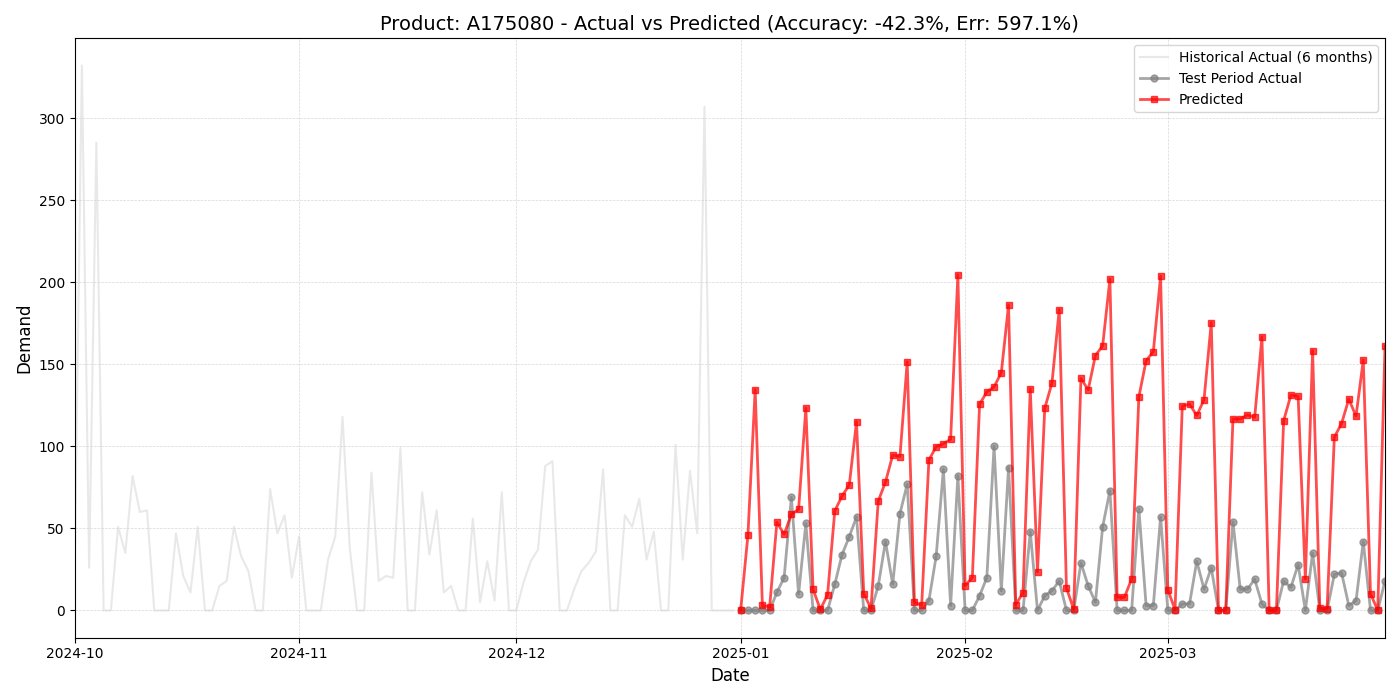 Product: A175080 - Actual vs Predicted (Accuracy: -42.3%, Err: 597.1%)
Historical Actual (6 months)
Test Period Actual
Predicted
Demand
300
250
200
150
100
50
0
2024-10
2024-11
2024-12
2025-01
2025-02
2025-03
Date